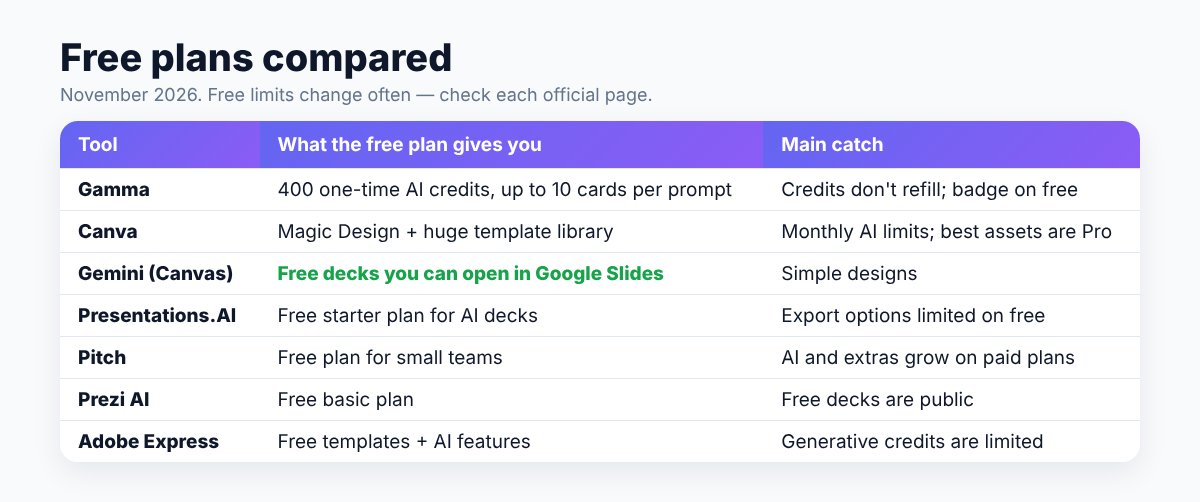 Free plans compared
November 2026. Free limits change often — check each official page.
Tool What the free plan gives you Main catch
Gamma 400 one-time AI credits, up to 10 cards per prompt Credits don't refill; badge on free
Canva Magic Design + huge template library Monthly AI limits; best assets are Pro
Gemini (Canvas) Free decks you can open in Google Slides Simple designs
Presentations.AI Free starter plan for AI decks Export options limited on free
Pitch Free plan for small teams AI and extras grow on paid plans
Prezi AI Free basic plan Free decks are public
Adobe Express Free templates + AI features Generative credits are limited